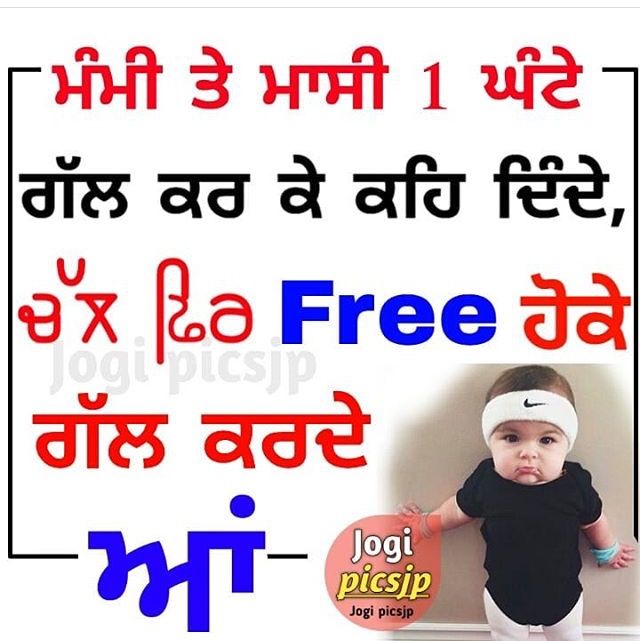 ਮੰਮੀ ਤੇ ਮਾਸੀ 1 ਘੰਟੇ
ਗੱਲ ਕਰ ਕੇ ਕਹਿ ਦਿੰਦੇ,
ਚੱਲ ਫਿਰ Free ਹੋਕੇ
Jogi picsjp
ਗੱਲ ਕਰਦੇ
ਆਂ
Jogi
picsjp
Jogi picsjp